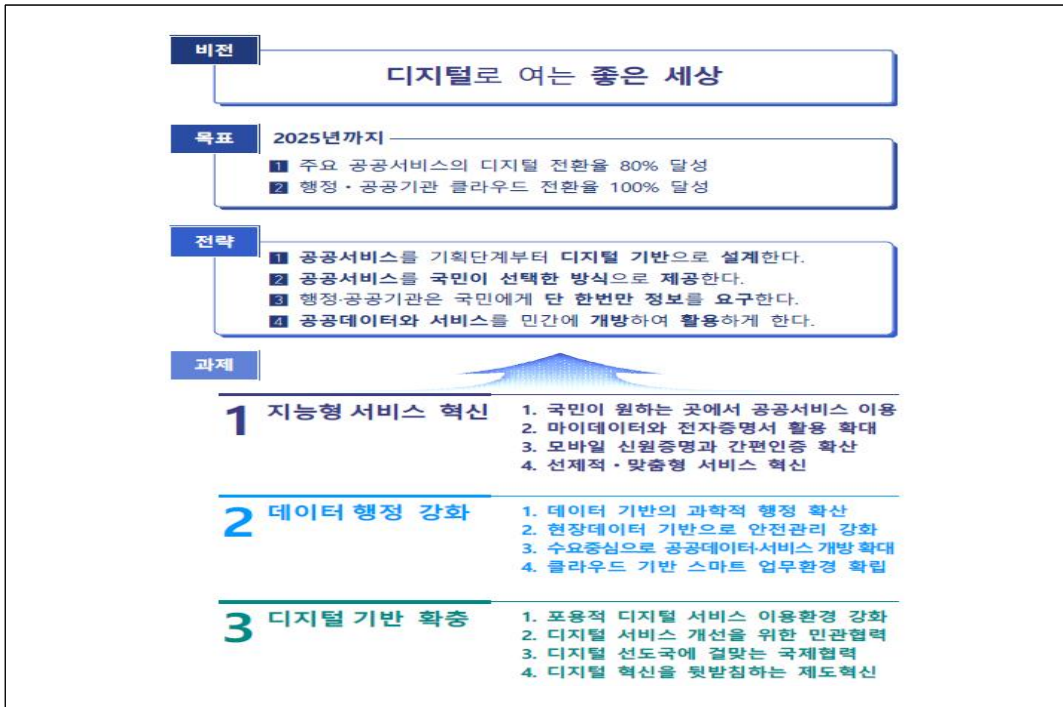 비전
디지털로 여는 좋은 세상
목표
2025년까지
1 주요 공공서비스의 디지털 전환율 80% 달성
2 행정·공공기관 클라우드 전환율 100% 달성
전략
1 공공서비스를 기획단계부터 디지털 기반으로 설계한다.
2 공공서비스를 국민이 선택한 방식으로 제공한다.
3 행정·공공기관은 국민에게 단 한번만 정보를 요구한다.
4 공공데이터와 서비스를 민간에 개방하여 활용하게 한다.
과제
1 지능형 서비스 혁신
1. 국민이 원하는 곳에서 공공서비스 이용
2. 마이데이터와 전자증명서 활용 확대
3. 모바일 신원증명과 간편인증 확산
4. 선제적·맞춤형 서비스 혁신
2 데이터 행정 강화
1. 데이터 기반의 과학적 행정 확산
2. 현장데이터 기반으로 안전관리 강화
3. 수요중심으로 공공데이터·서비스 개방 확대
4. 클라우드 기반 스마트 업무환경 확립
3 디지털 기반 확충
1. 포용적 디지털 서비스 이용환경 강화
2. 디지털 서비스 개선을 위한 민관협력
3. 디지털 선도국에 걸맞는 국제협력
4. 디지털 혁신을 뒷받침하는 제도혁신